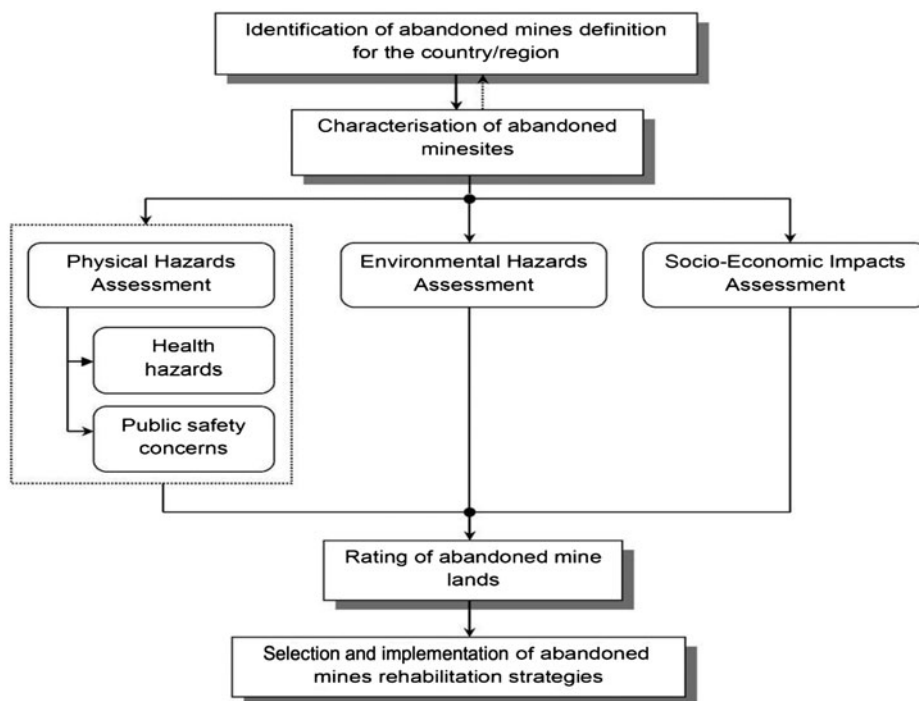 Identification of abandoned mines definition
for the country/region
Characterisation of abandoned
minesites
Physical Hazards
Assessment
Health
hazards
Public safety
concerns
Environmental Hazards
Assessment
Socio-Economic Impacts
Assessment
Rating of abandoned mine
lands
Selection and implementation of abandoned
mines rehabilitation strategies